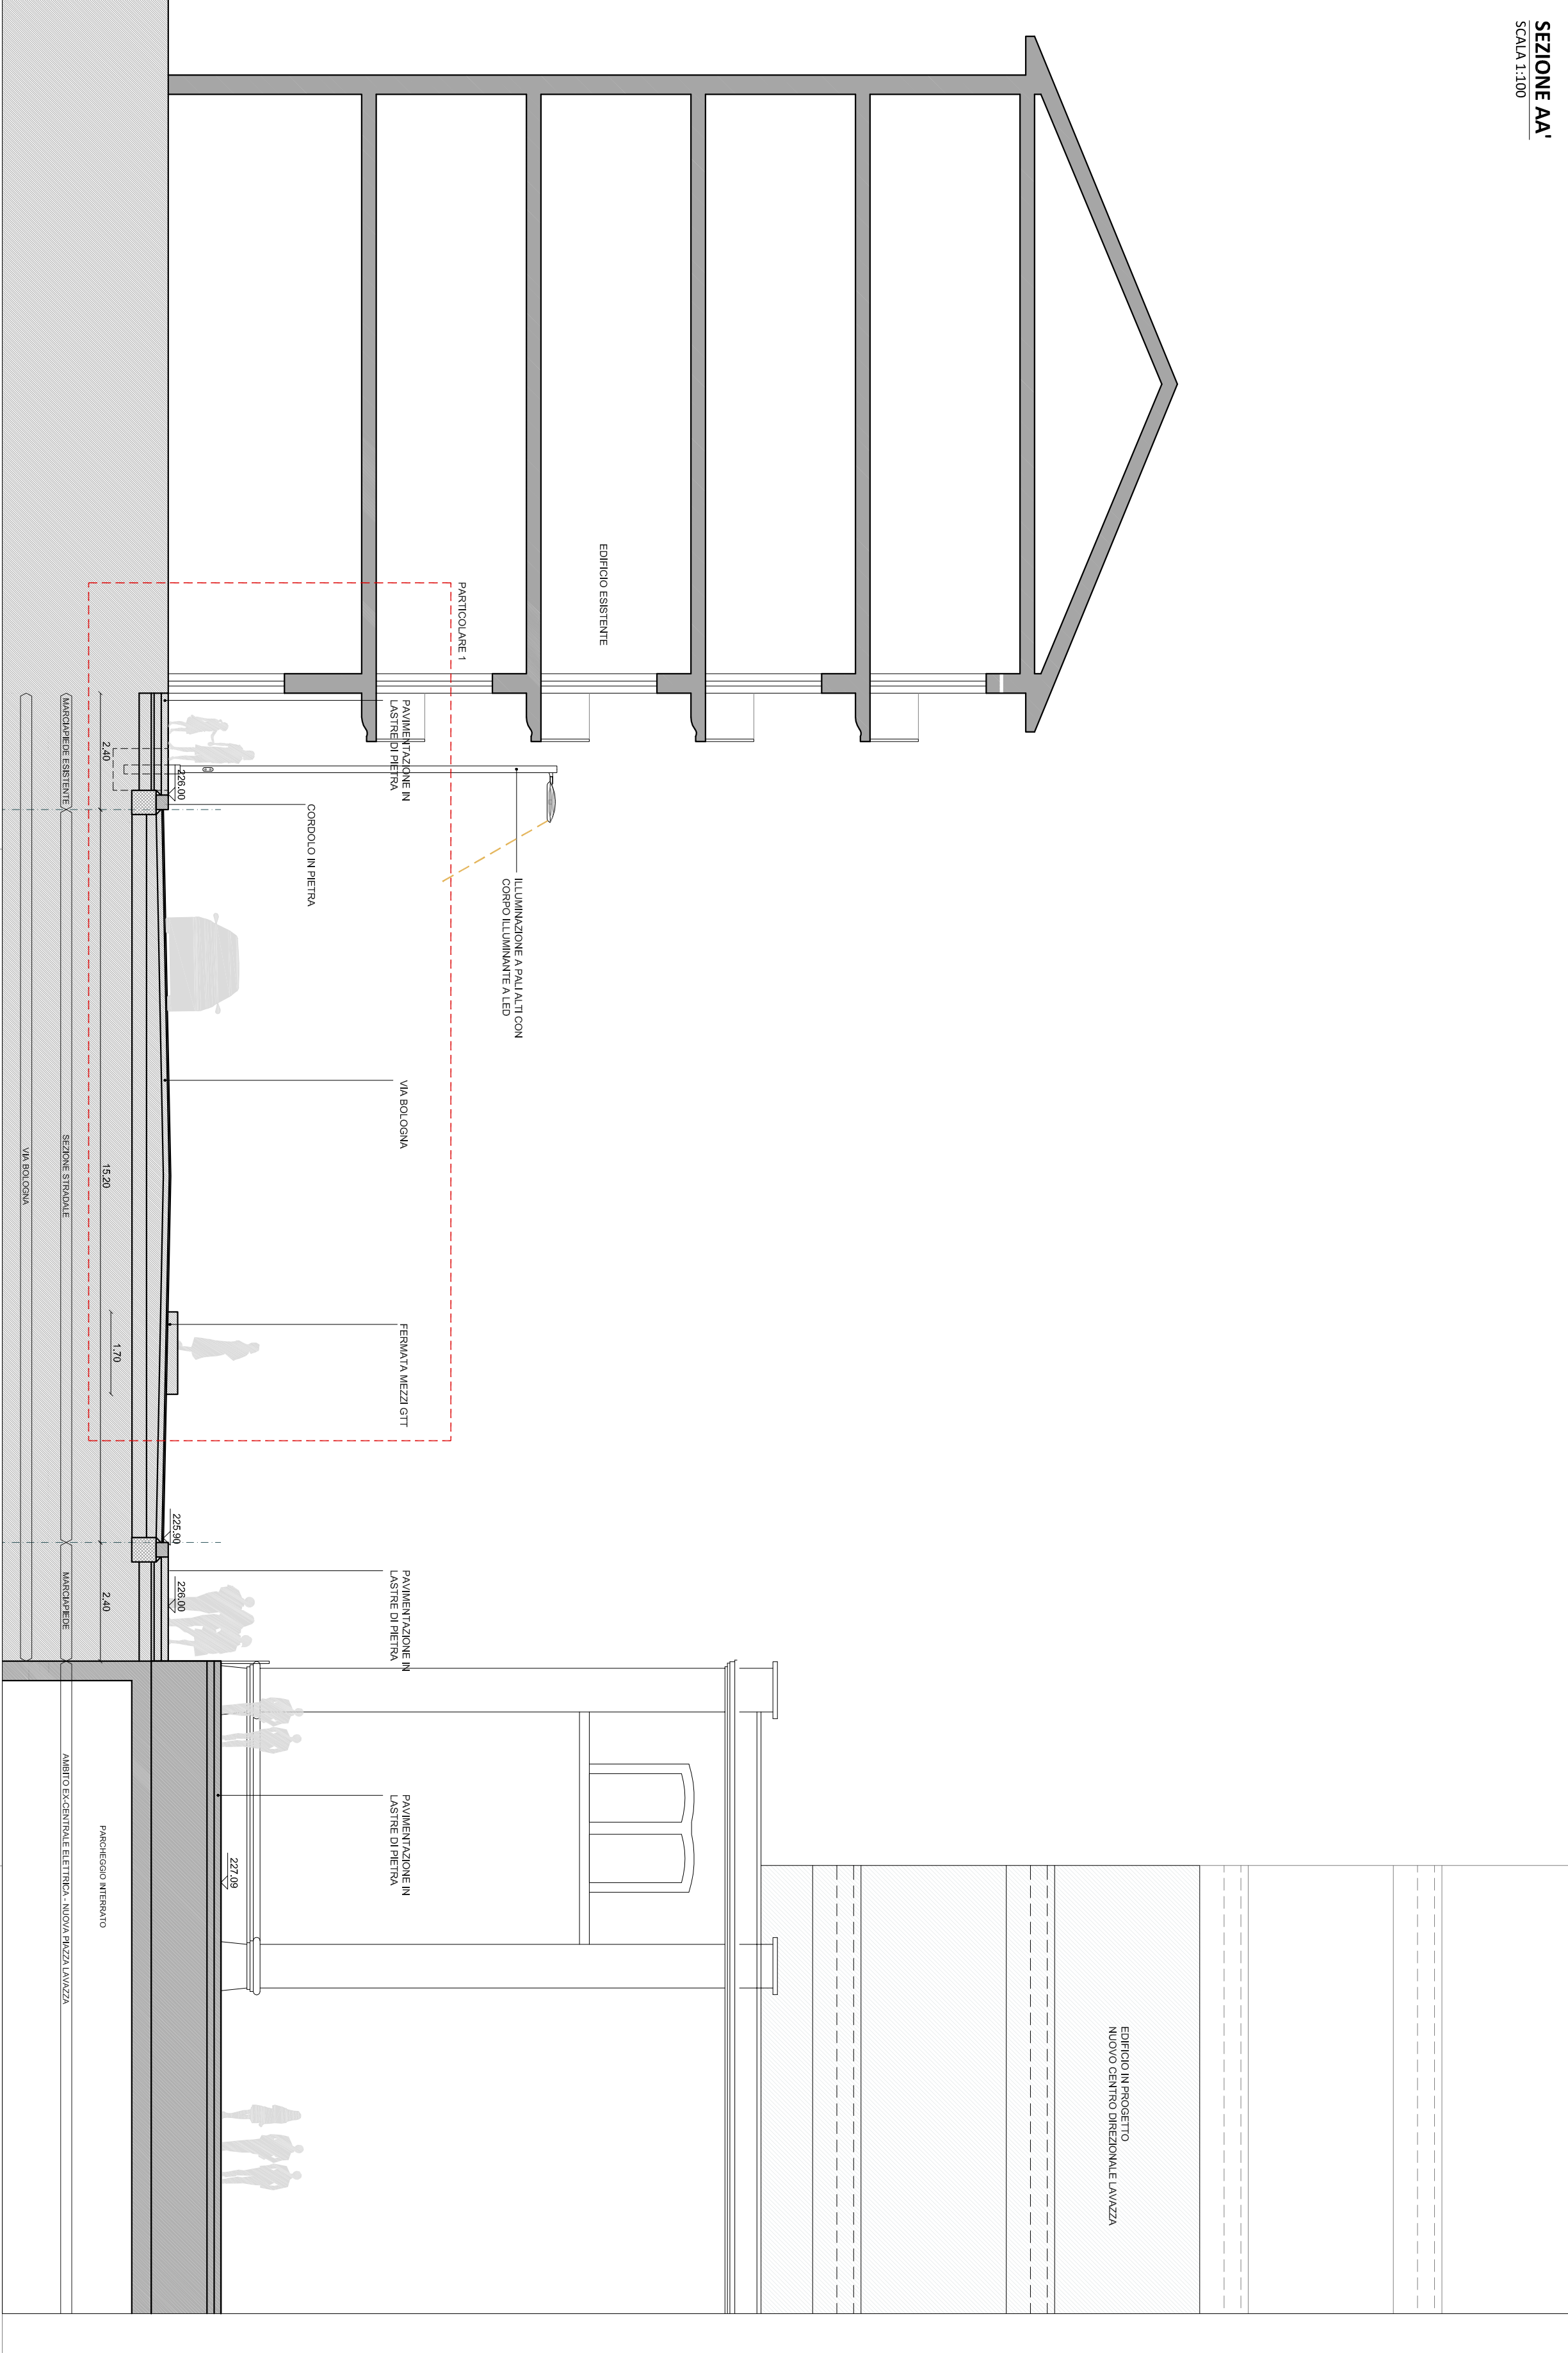 SEZIONE AA'
SCALA 1:100
EDIFICIO ESISTENTE
EDIFICIO IN PROGETTO
NUOVO CENTRO DIREZIONALE LAVAZZA
ILLUMINAZIONE A PALI ALTI CON
CORPO ILLUMINANTE A LED
PARTICOLARE 1
PAVIMENTAZIONE IN
LASTRE DI PIETRA
CORDOLO IN PIETRA
VIA BOLOGNA
FERMATA MEZZI GTT
PAVIMENTAZIONE IN
LASTRE DI PIETRA
PAVIMENTAZIONE IN
LASTRE DI PIETRA
227.09
226.00
225.90
226.00
2.40
15.20
1.70
2.40
PARCHEGGIO INTERRATO
MARCIAPIEDE ESISTENTE
SEZIONE STRADALE
MARCIAPIEDE
AMBITO EX-CENTRALE ELETTRICA - NUOVA PIAZZA LAVAZZA
VIA BOLOGNA